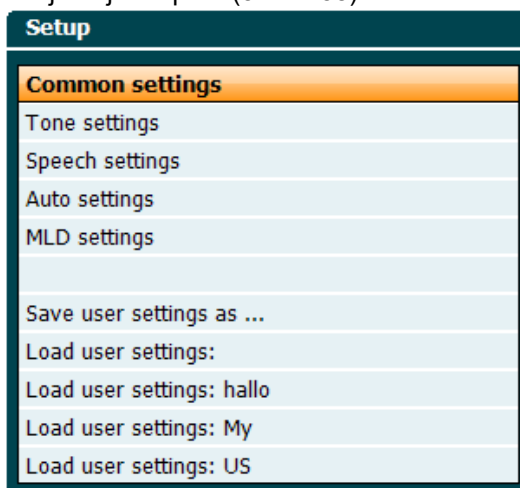 Setup
Common settings
Tone settings
Speech settings
Auto settings
MLD settings
Save user settings as ...
Load user settings:
Load user settings: hallo
Load user settings: My
Load user settings: US